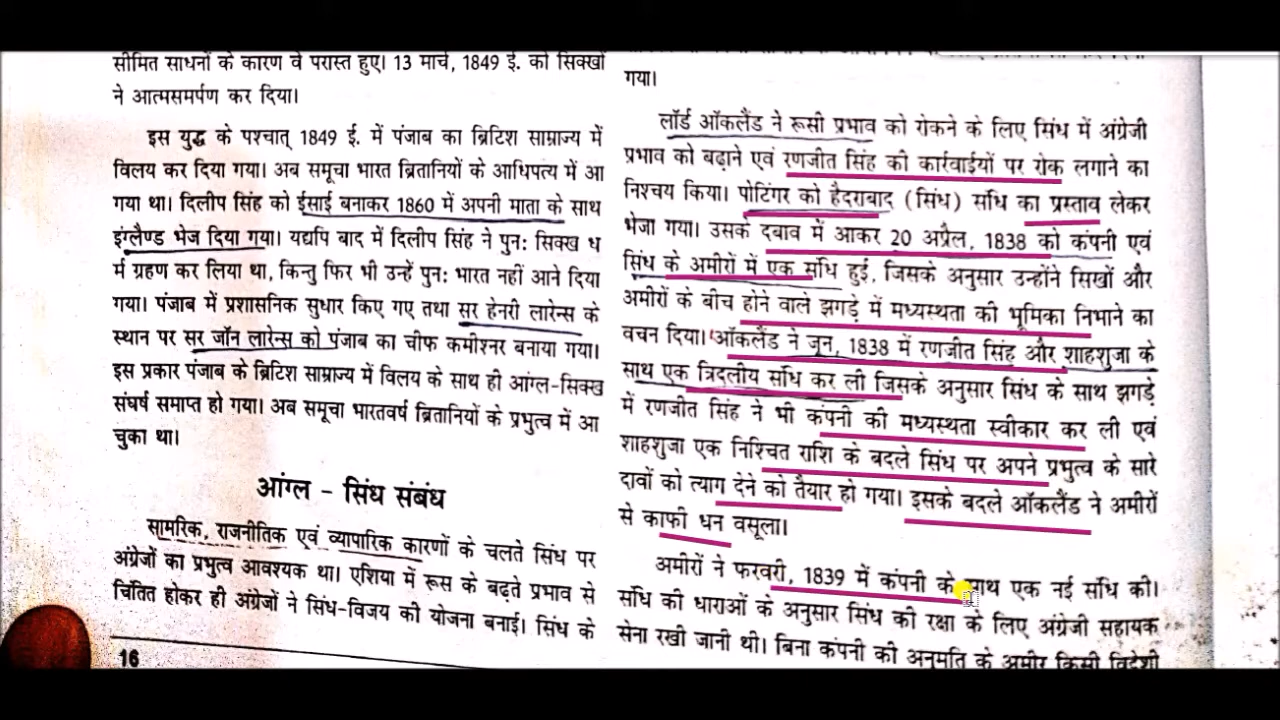 सीमित साधनों के कारण वे परास्त हुए। 13 मार्च, 1849 ई. को सिक्खों
ने आत्मसमर्पण कर दिया।
इस युद्ध के पश्चात् 1849 ई. में पंजाब का ब्रिटिश साम्राज्य में
विलय कर दिया गया। अब समूचा भारत ब्रितानियों के आधिपत्य में आ
गया था। दिलीप सिंह को ईसाई बनाकर 1860 में अपनी माता के साथ
इंग्लैण्ड भेज दिया गया। यद्यपि बाद में दिलीप सिंह ने पुन: सिक्ख ध
र्म ग्रहण कर लिया था, किन्तु फिर भी उन्हें पुन: भारत नहीं आने दिया
गया। पंजाब में प्रशासनिक सुधार किए गए तथा सर हेनरी लारेन्स के
स्थान पर सर जॉन लारेन्स को पंजाब का चीफ कमीश्नर बनाया गया।
इस प्रकार पंजाब के ब्रिटिश साम्राज्य में विलय के साथ ही आंग्ल-सिक्ख
संघर्ष समाप्त हो गया। अब समूचा भारतवर्ष ब्रितानियों के प्रभुत्व में आ
चुका था।
आंग्ल - सिंध संबंध
सामरिक, राजनीतिक एवं व्यापारिक कारणों के चलते सिंध पर
अंग्रेजों का प्रभुत्व आवश्यक था। एशिया में रूस के बढ़ते प्रभाव से
चिंतित होकर ही अंग्रेजों ने सिंध-विजय की योजना बनाई। सिंध के
16
गया।
लॉर्ड ऑकलैंड ने रूसी प्रभाव को रोकने के लिए सिंध में अंग्रेजी
प्रभाव को बढ़ाने एवं रणजीत सिंह की कार्रवाईयों पर रोक लगाने का
निश्चय किया। पोटिंगर को हैदराबाद (सिंध) संधि का प्रस्ताव लेकर
भेजा गया। उसके दबाव में आकर 20 अप्रैल, 1838 को कंपनी एवं
सिंध के अमीरों में एक संधि हुई, जिसके अनुसार उन्होंने सिखों और
अमीरों के बीच होने वाले झगड़े में मध्यस्थता की भूमिका निभाने का
वचन दिया। ऑकलैंड ने जून, 1838 में रणजीत सिंह और शाहशुजा के
साथ एक त्रिदलीय संधि कर ली जिसके अनुसार सिंध के साथ झगड़े
में रणजीत सिंह ने भी कंपनी की मध्यस्थता स्वीकार कर ली एवं
शाहशुजा एक निश्चित राशि के बदले सिंध पर अपने प्रभुत्व के सारे
दावों को त्याग देने को तैयार हो गया। इसके बदले ऑकलैंड ने अमीरों
से काफी धन वसूला।
अमीरों ने फरवरी, 1839 में कंपनी के साथ एक नई संधि की।
संधि की धाराओं के अनुसार सिंध की रक्षा के लिए अंग्रेजी सहायक
सेना रखी जानी थी। बिना कंपनी की अनुमति के अमीर किसी विदेशी